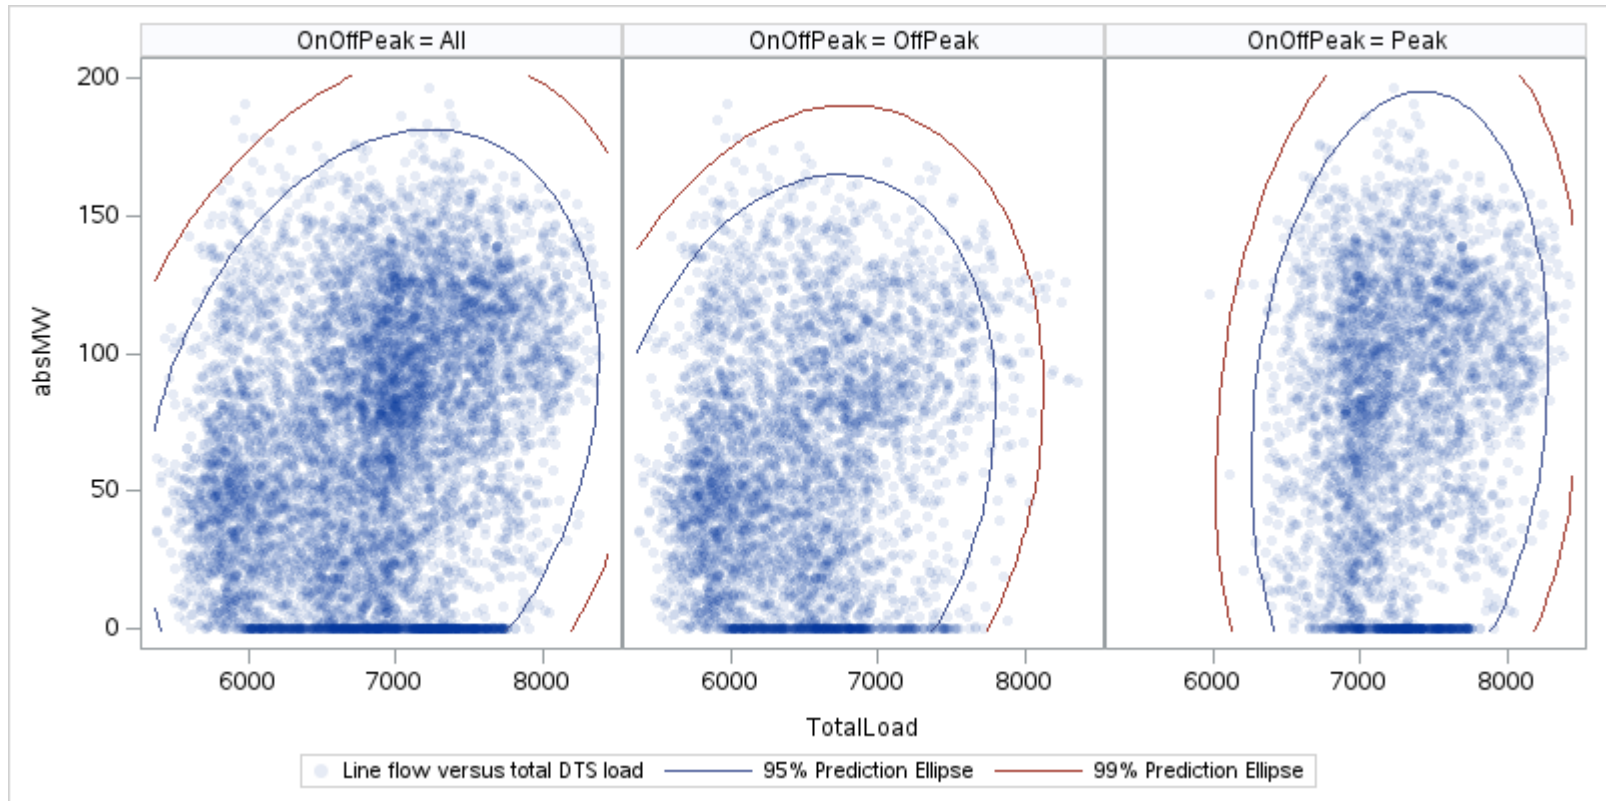 OnOffPeak = All
OnOffPeak = OffPeak
OnOffPeak = Peak
absMW
200
150
100
50
0
6000 7000 8000
6000 7000 8000
6000 7000 8000
TotalLoad
Line flow versus total DTS load
95% Prediction Ellipse
99% Prediction Ellipse